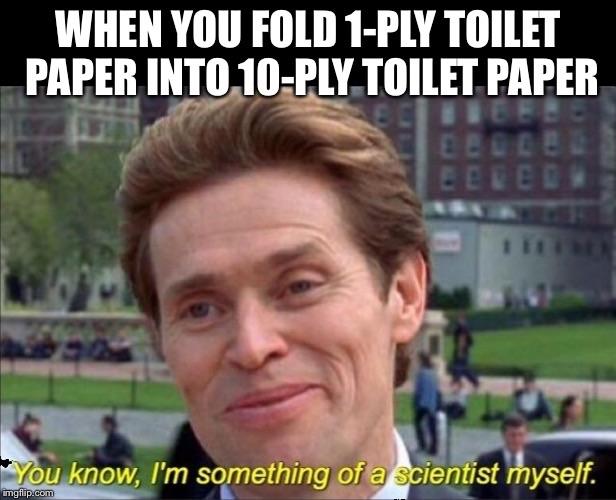 WHEN YOU FOLD 1-PLY TOILET
PAPER INTO 10-PLY TOILET PAPER
You know, I'm something of a scientist myself.
imgflip.com